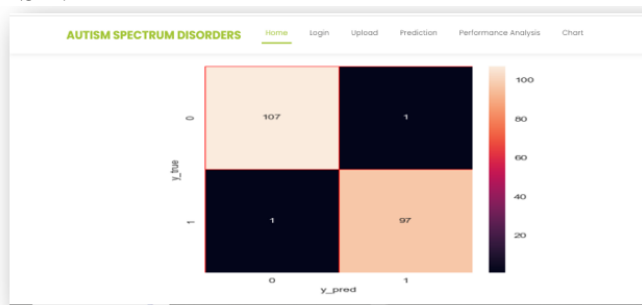 AUTISM SPECTRUM DISORDERS Home Login Upload Prediction Performance Analysis Chart
100
0 107 1
80
y_true
60
40
1 1 97
20
0 1
y_pred